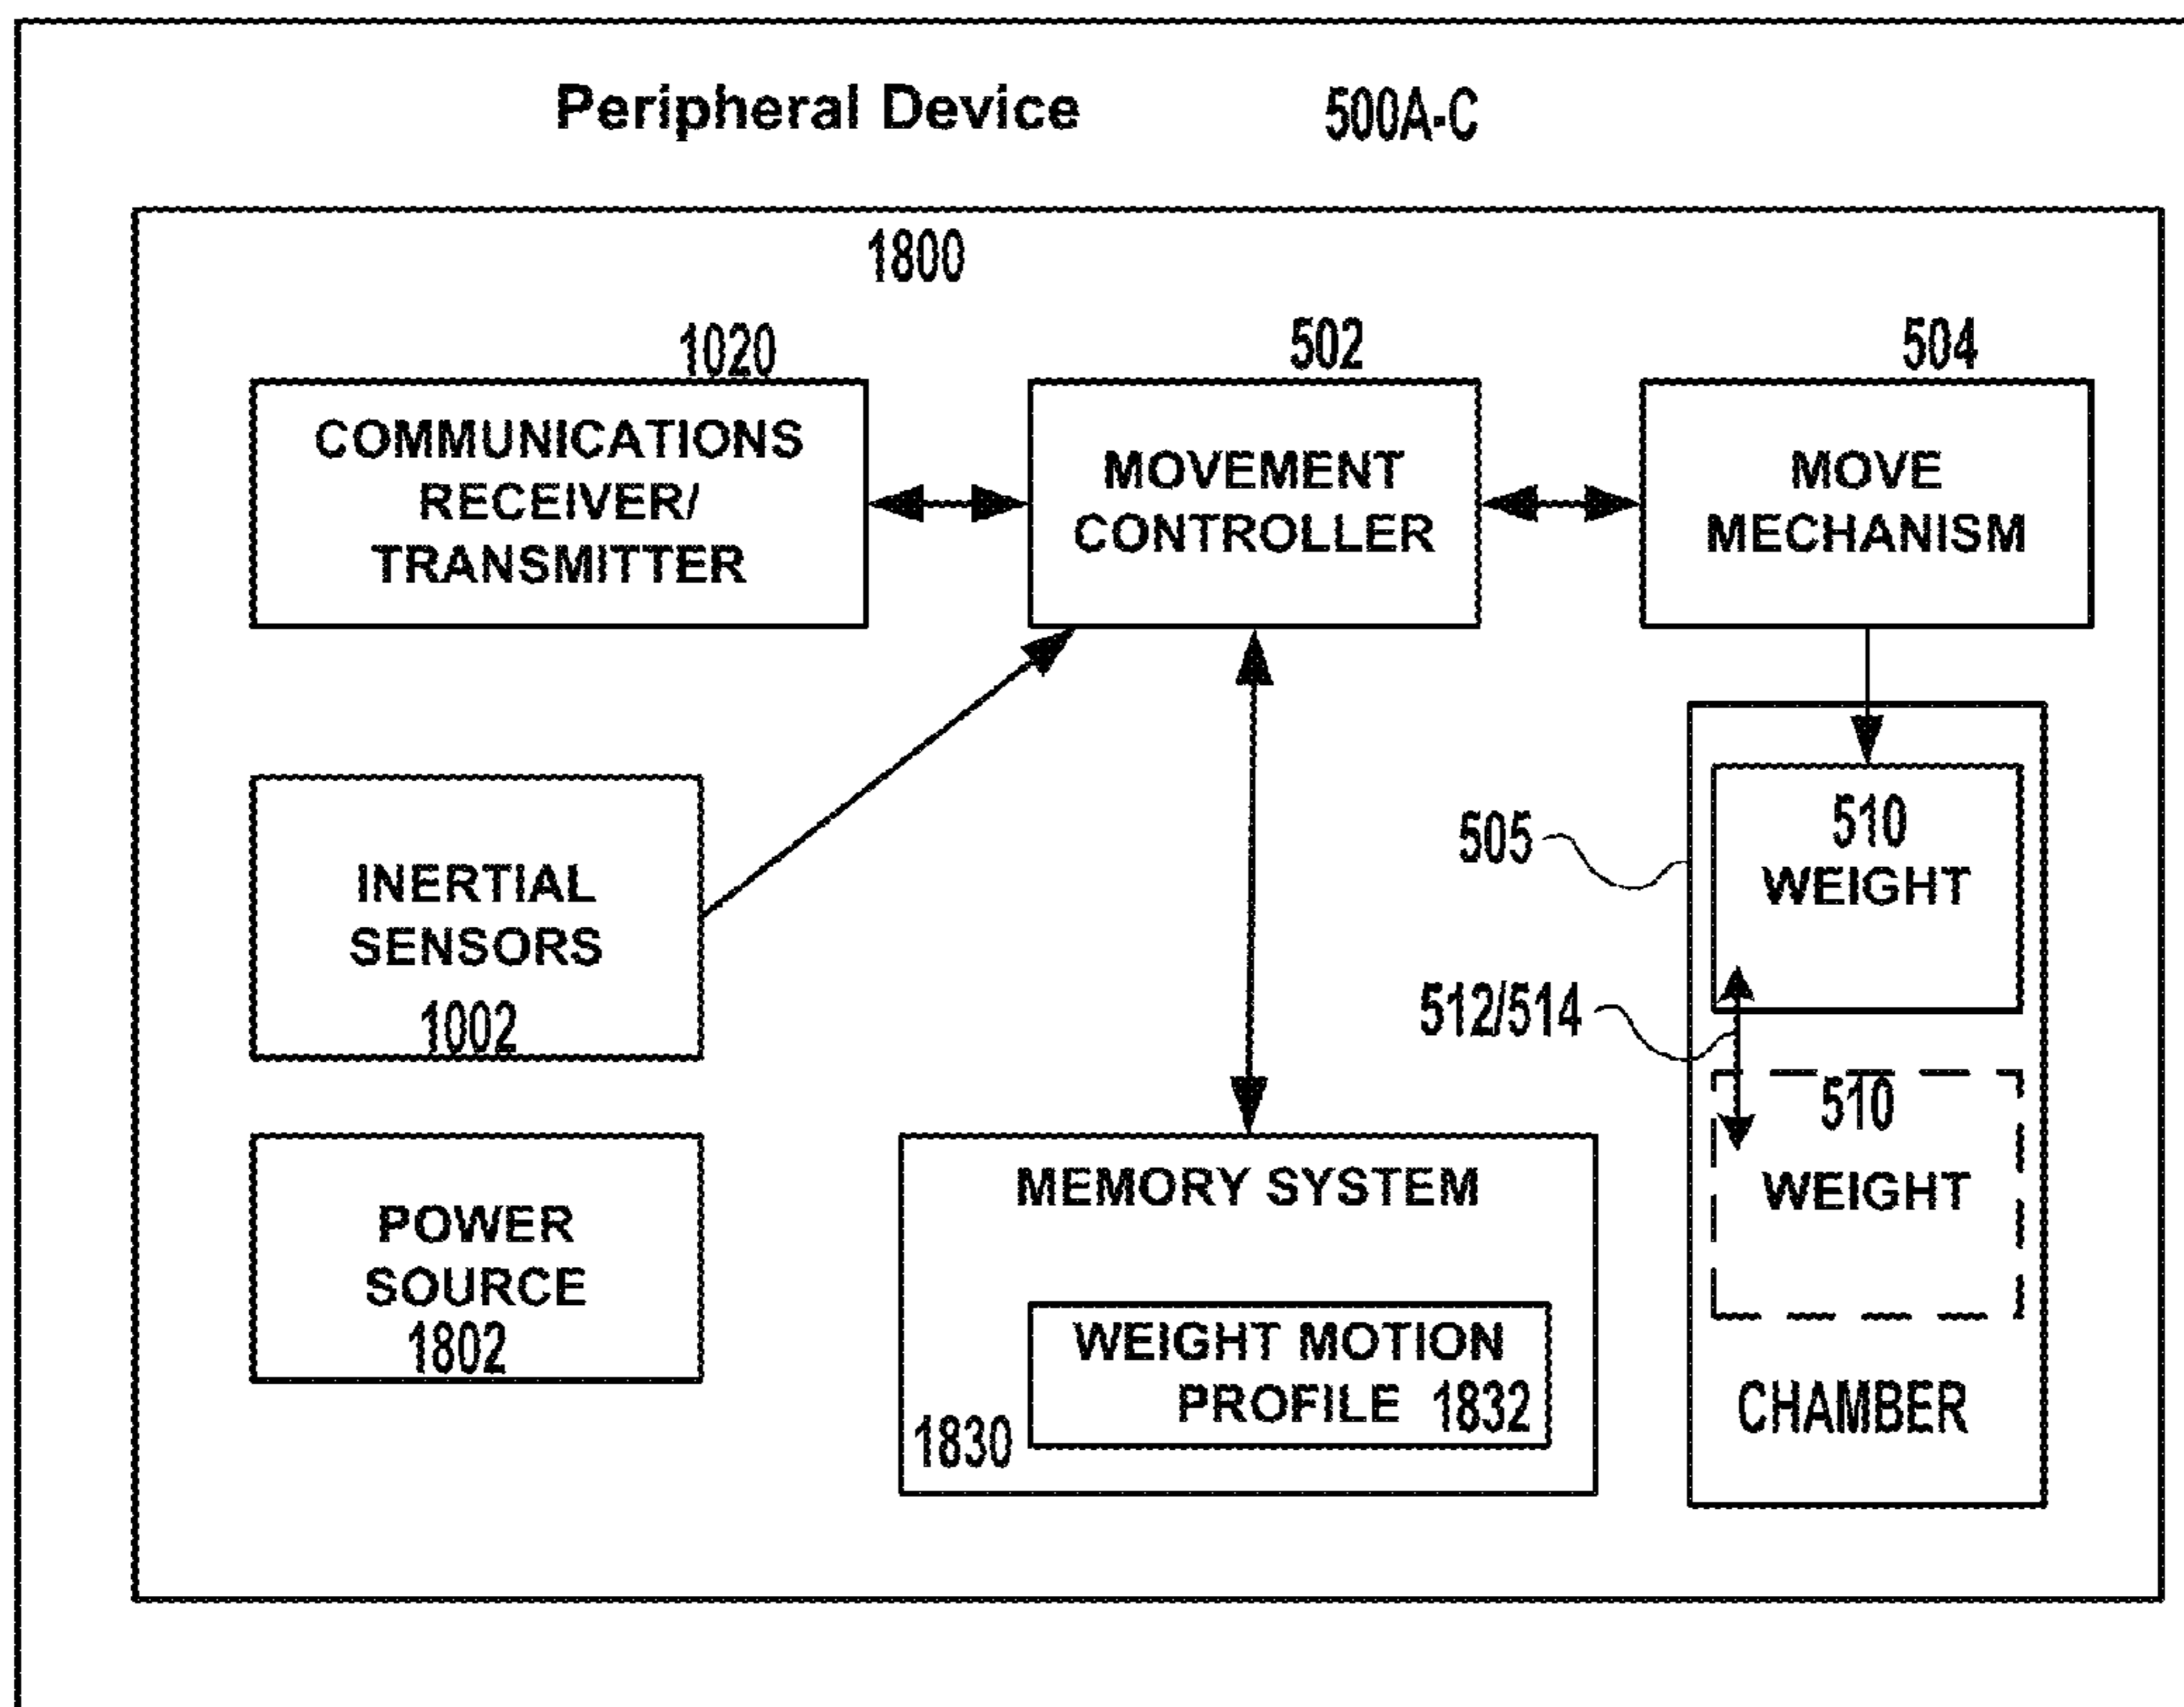 Peripheral Device 500A-C
1800
1020
COMMUNICATIONS
RECEIVER/
TRANSMITTER
502
MOVEMENT
CONTROLLER
504
MOVE
MECHANISM
INERTIAL
SENSORS
1002
505
510
WEIGHT
512/514
510
WEIGHT
CHAMBER
POWER
SOURCE
1802
MEMORY SYSTEM
WEIGHT MOTION
PROFILE 1832
1830